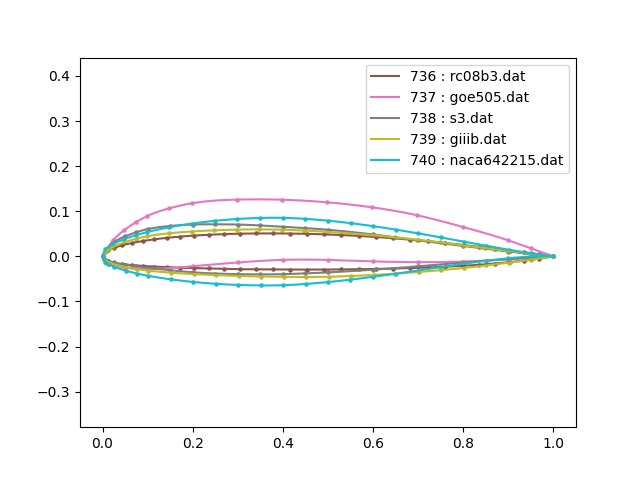 736 : rc08b3.dat
737 : goe505.dat
738 : s3.dat
739 : giiib.dat
740 : naca642215.dat
0.4
0.3
0.2
0.1
0.0
−0.1
−0.2
−0.3
0.0 0.2 0.4 0.6 0.8 1.0